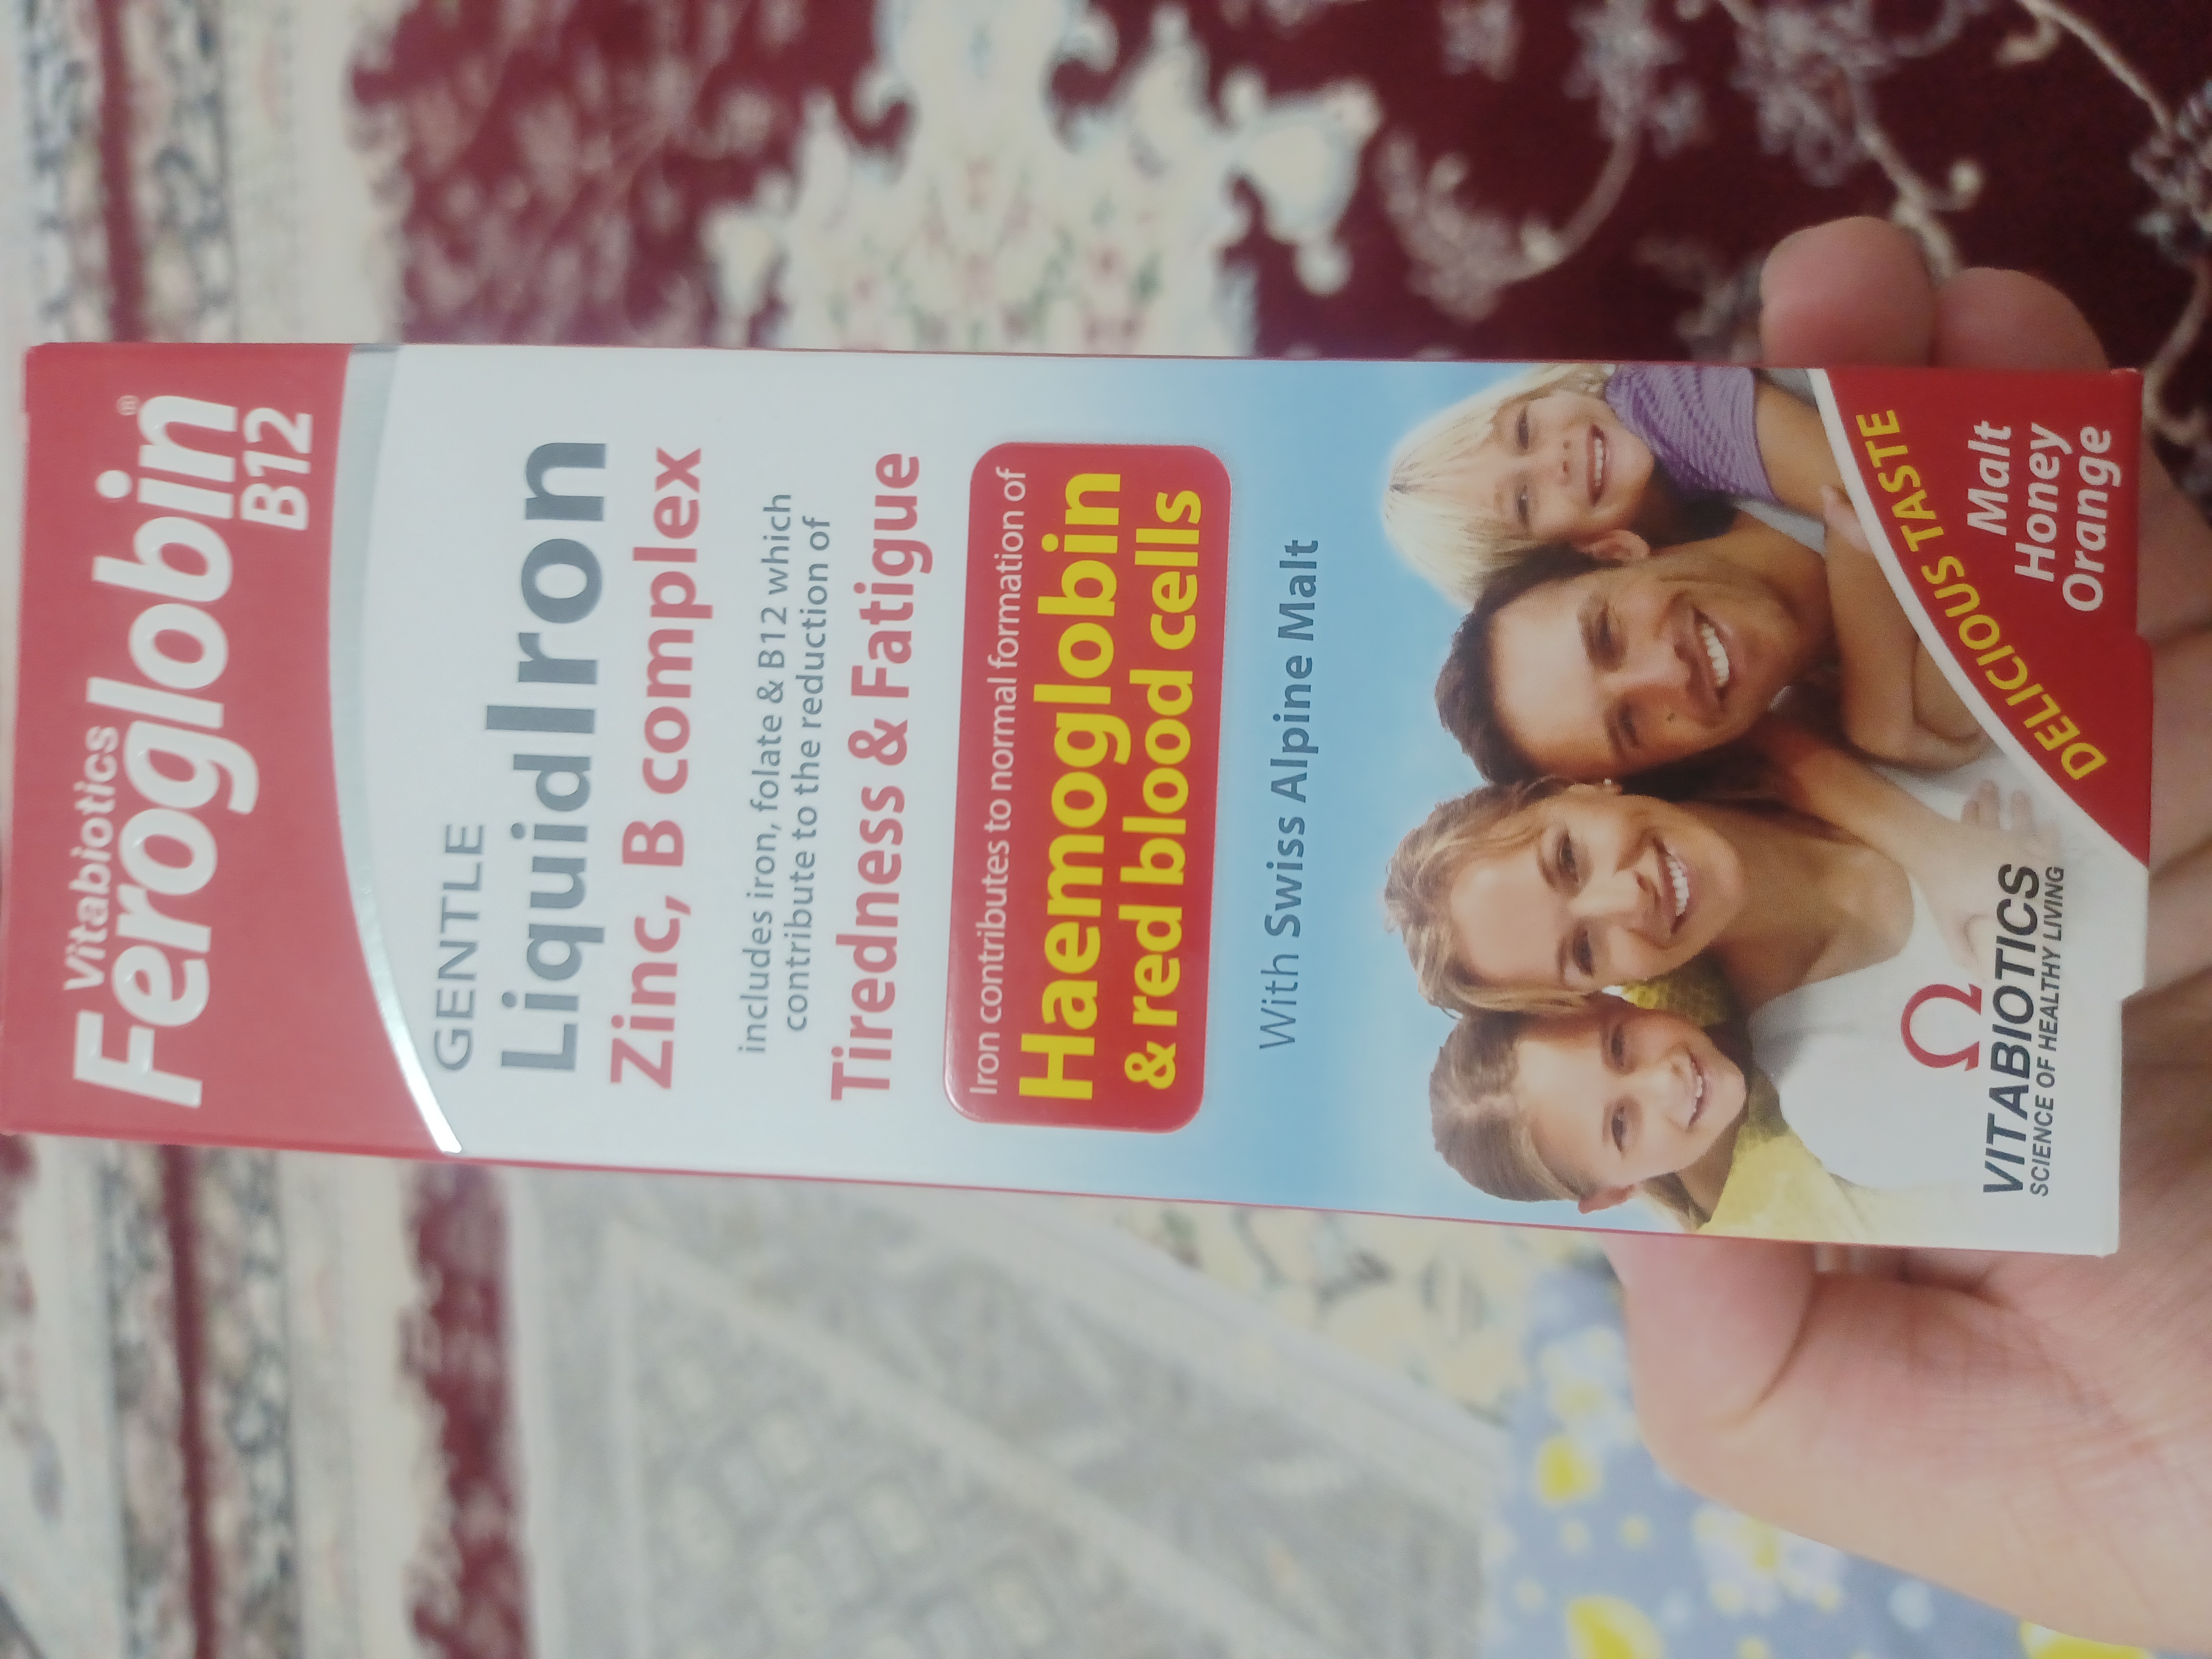 Vitabiotics
Feroglobin®
B12
GENTLE
Liquid Iron
Zinc, B complex
includes iron, folate & B12 which
contribute to the reduction of
Tiredness & Fatigue
Iron contributes to normal formation of
Haemoglobin
& red blood cells
With Swiss Alpine Malt
DELICIOUS TASTE
Malt
Honey
Orange
VITABIOTICS
SCIENCE OF HEALTHY LIVING